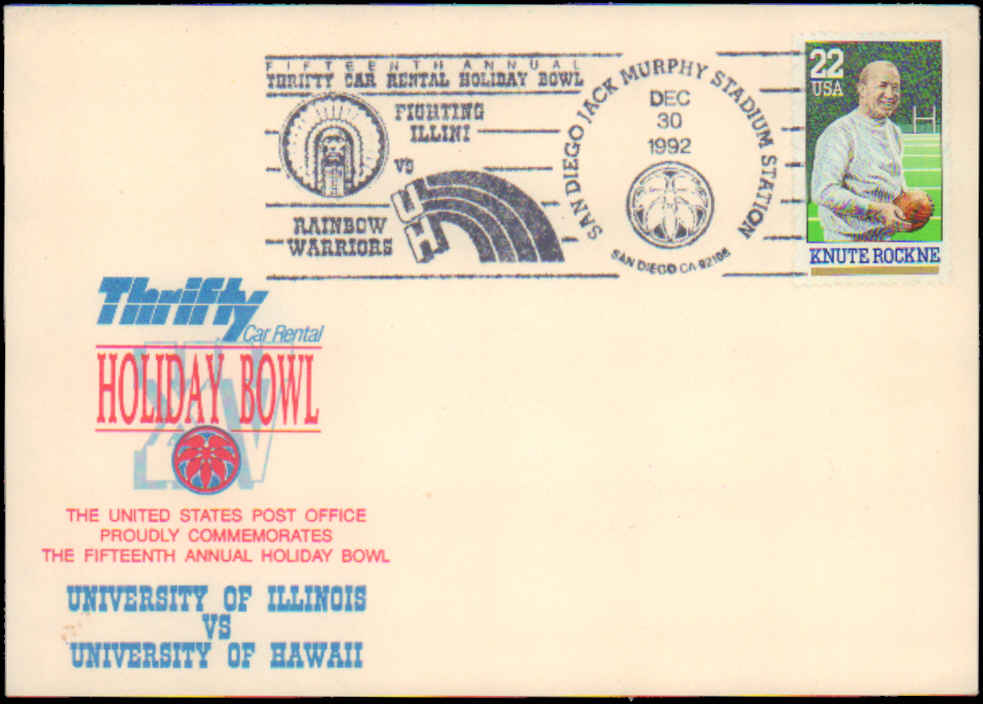 FIFTEENTH ANNUAL
THRIFTY CAR RENTAL HOLIDAY BOWL
FIGHTING
ILLINI
VS
UH
RAINBOW
WARRIORS
SAN DIEGO JACK MURPHY STADIUM STATION
DEC
30
1992
SAN DIEGO CA 92108
22
USA
KNUTE ROCKNE
Thrifty
Car Rental
XV
HOLIDAY BOWL
THE UNITED STATES POST OFFICE
PROUDLY COMMEMORATES
THE FIFTEENTH ANNUAL HOLIDAY BOWL
UNIVERSITY OF ILLINOIS
VS
UNIVERSITY OF HAWAII